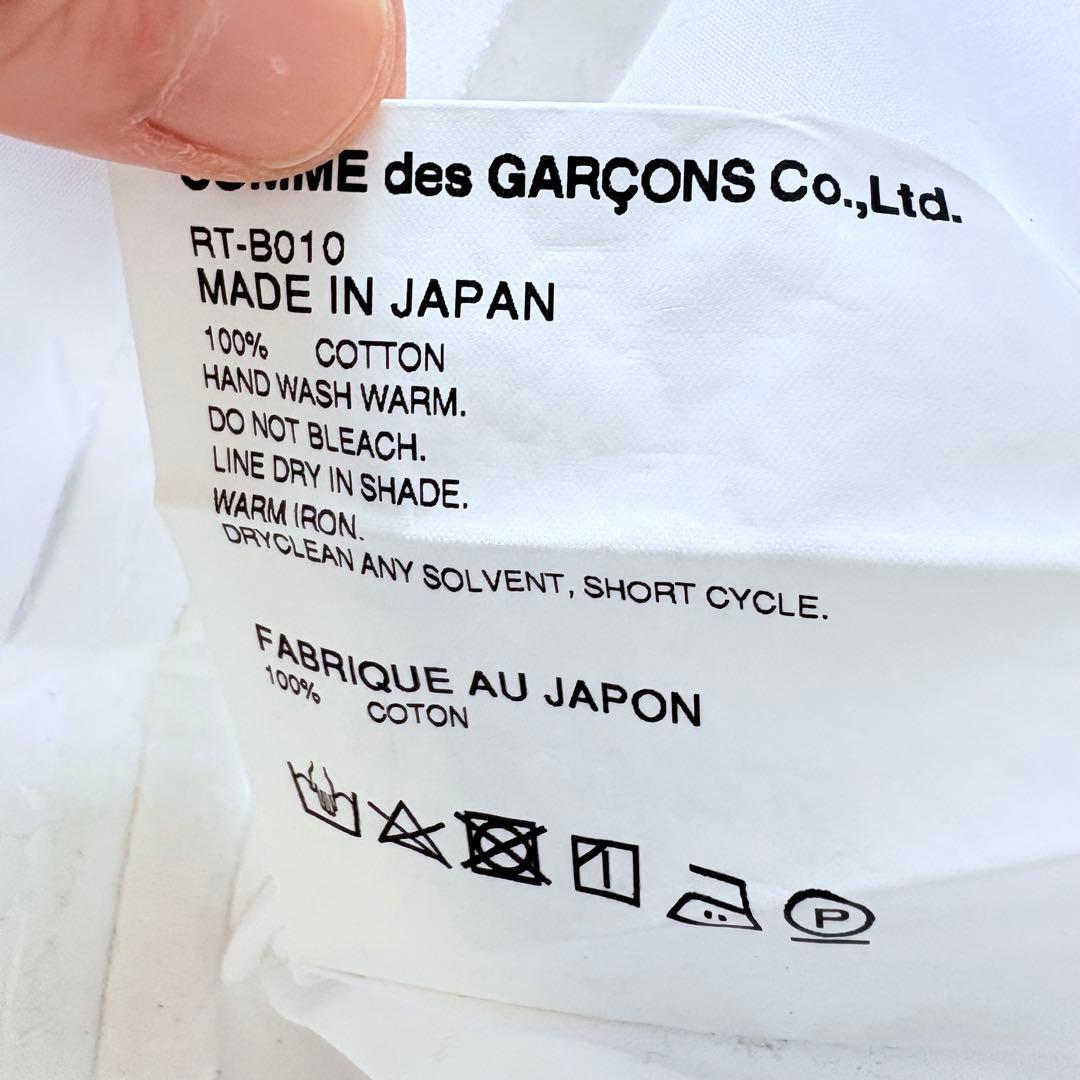 COMME des GARÇONS Co.,Ltd.
RT-B010
MADE IN JAPAN
100% COTTON
HAND WASH WARM.
DO NOT BLEACH.
LINE DRY IN SHADE.
WARM IRON.
DRYCLEAN ANY SOLVENT, SHORT CYCLE.
FABRIQUE AU JAPON
100% COTON
P